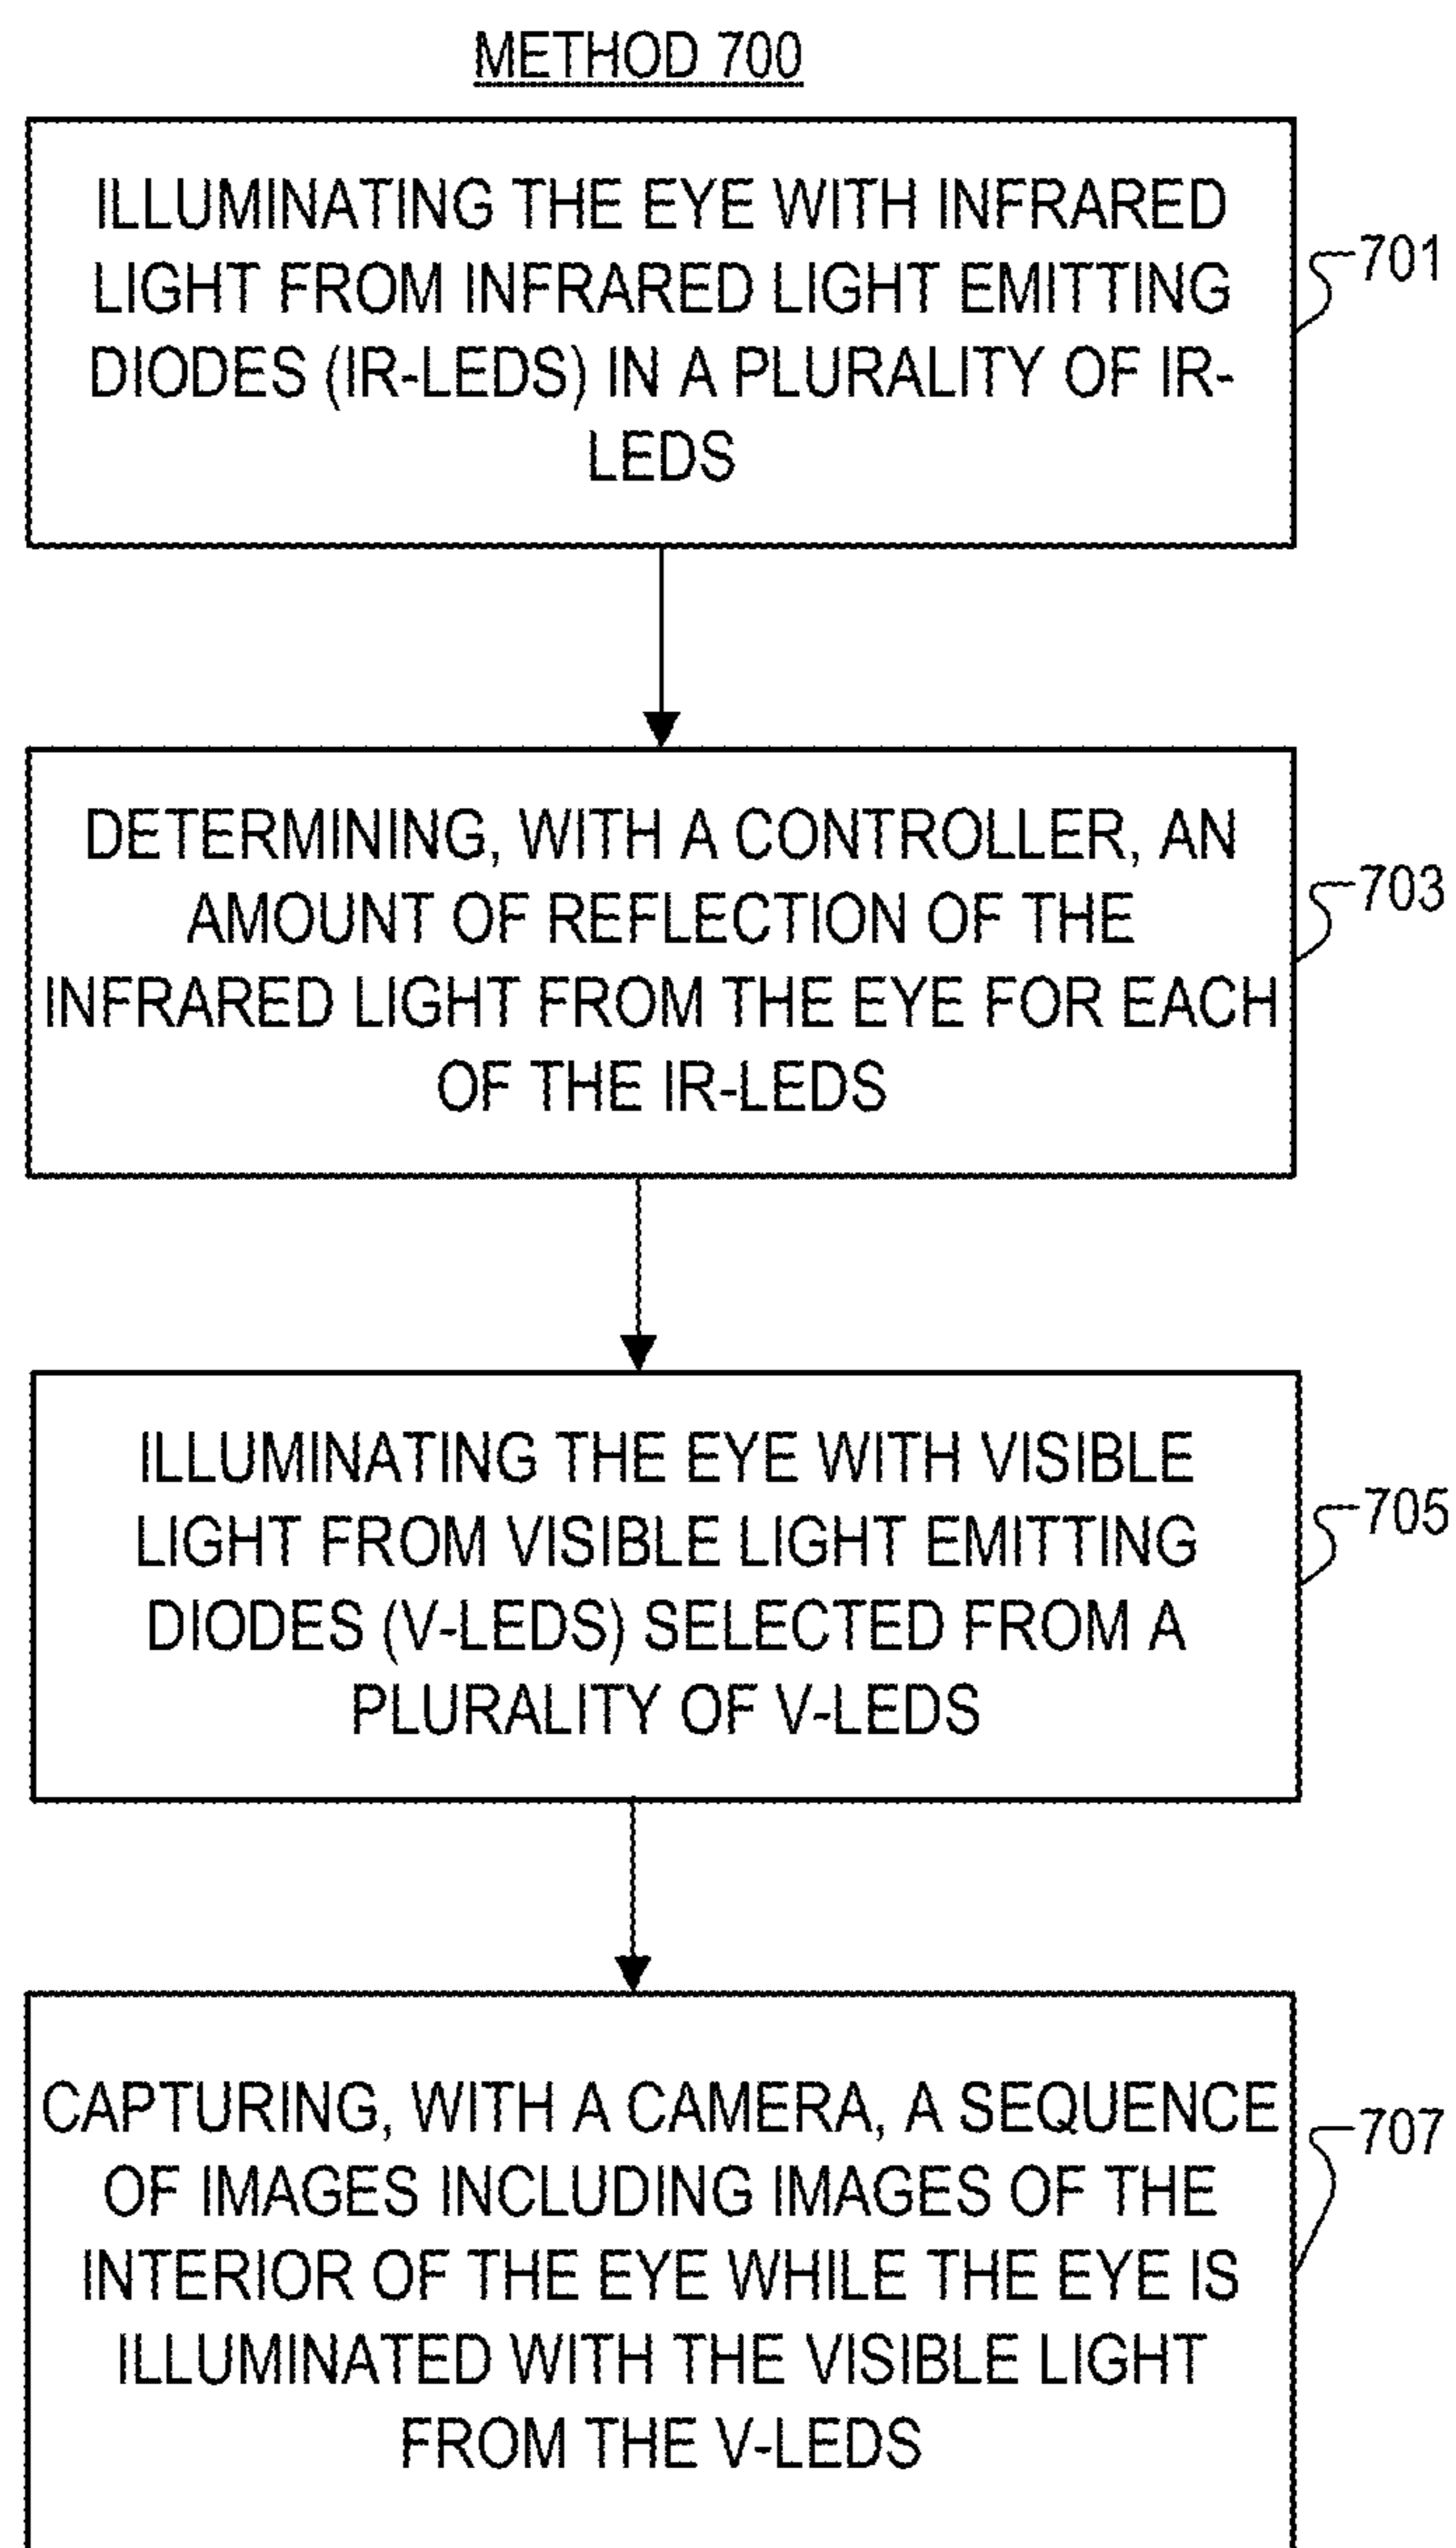 METHOD 700
ILLUMINATING THE EYE WITH INFRARED
LIGHT FROM INFRARED LIGHT EMITTING
DIODES (IR-LEDS) IN A PLURALITY OF IR-
LEDS
701
DETERMINING, WITH A CONTROLLER, AN
AMOUNT OF REFLECTION OF THE
INFRARED LIGHT FROM THE EYE FOR EACH
OF THE IR-LEDS
703
ILLUMINATING THE EYE WITH VISIBLE
LIGHT FROM VISIBLE LIGHT EMITTING
DIODES (V-LEDS) SELECTED FROM A
PLURALITY OF V-LEDS
705
CAPTURING, WITH A CAMERA, A SEQUENCE
OF IMAGES INCLUDING IMAGES OF THE
INTERIOR OF THE EYE WHILE THE EYE IS
ILLUMINATED WITH THE VISIBLE LIGHT
FROM THE V-LEDS
707